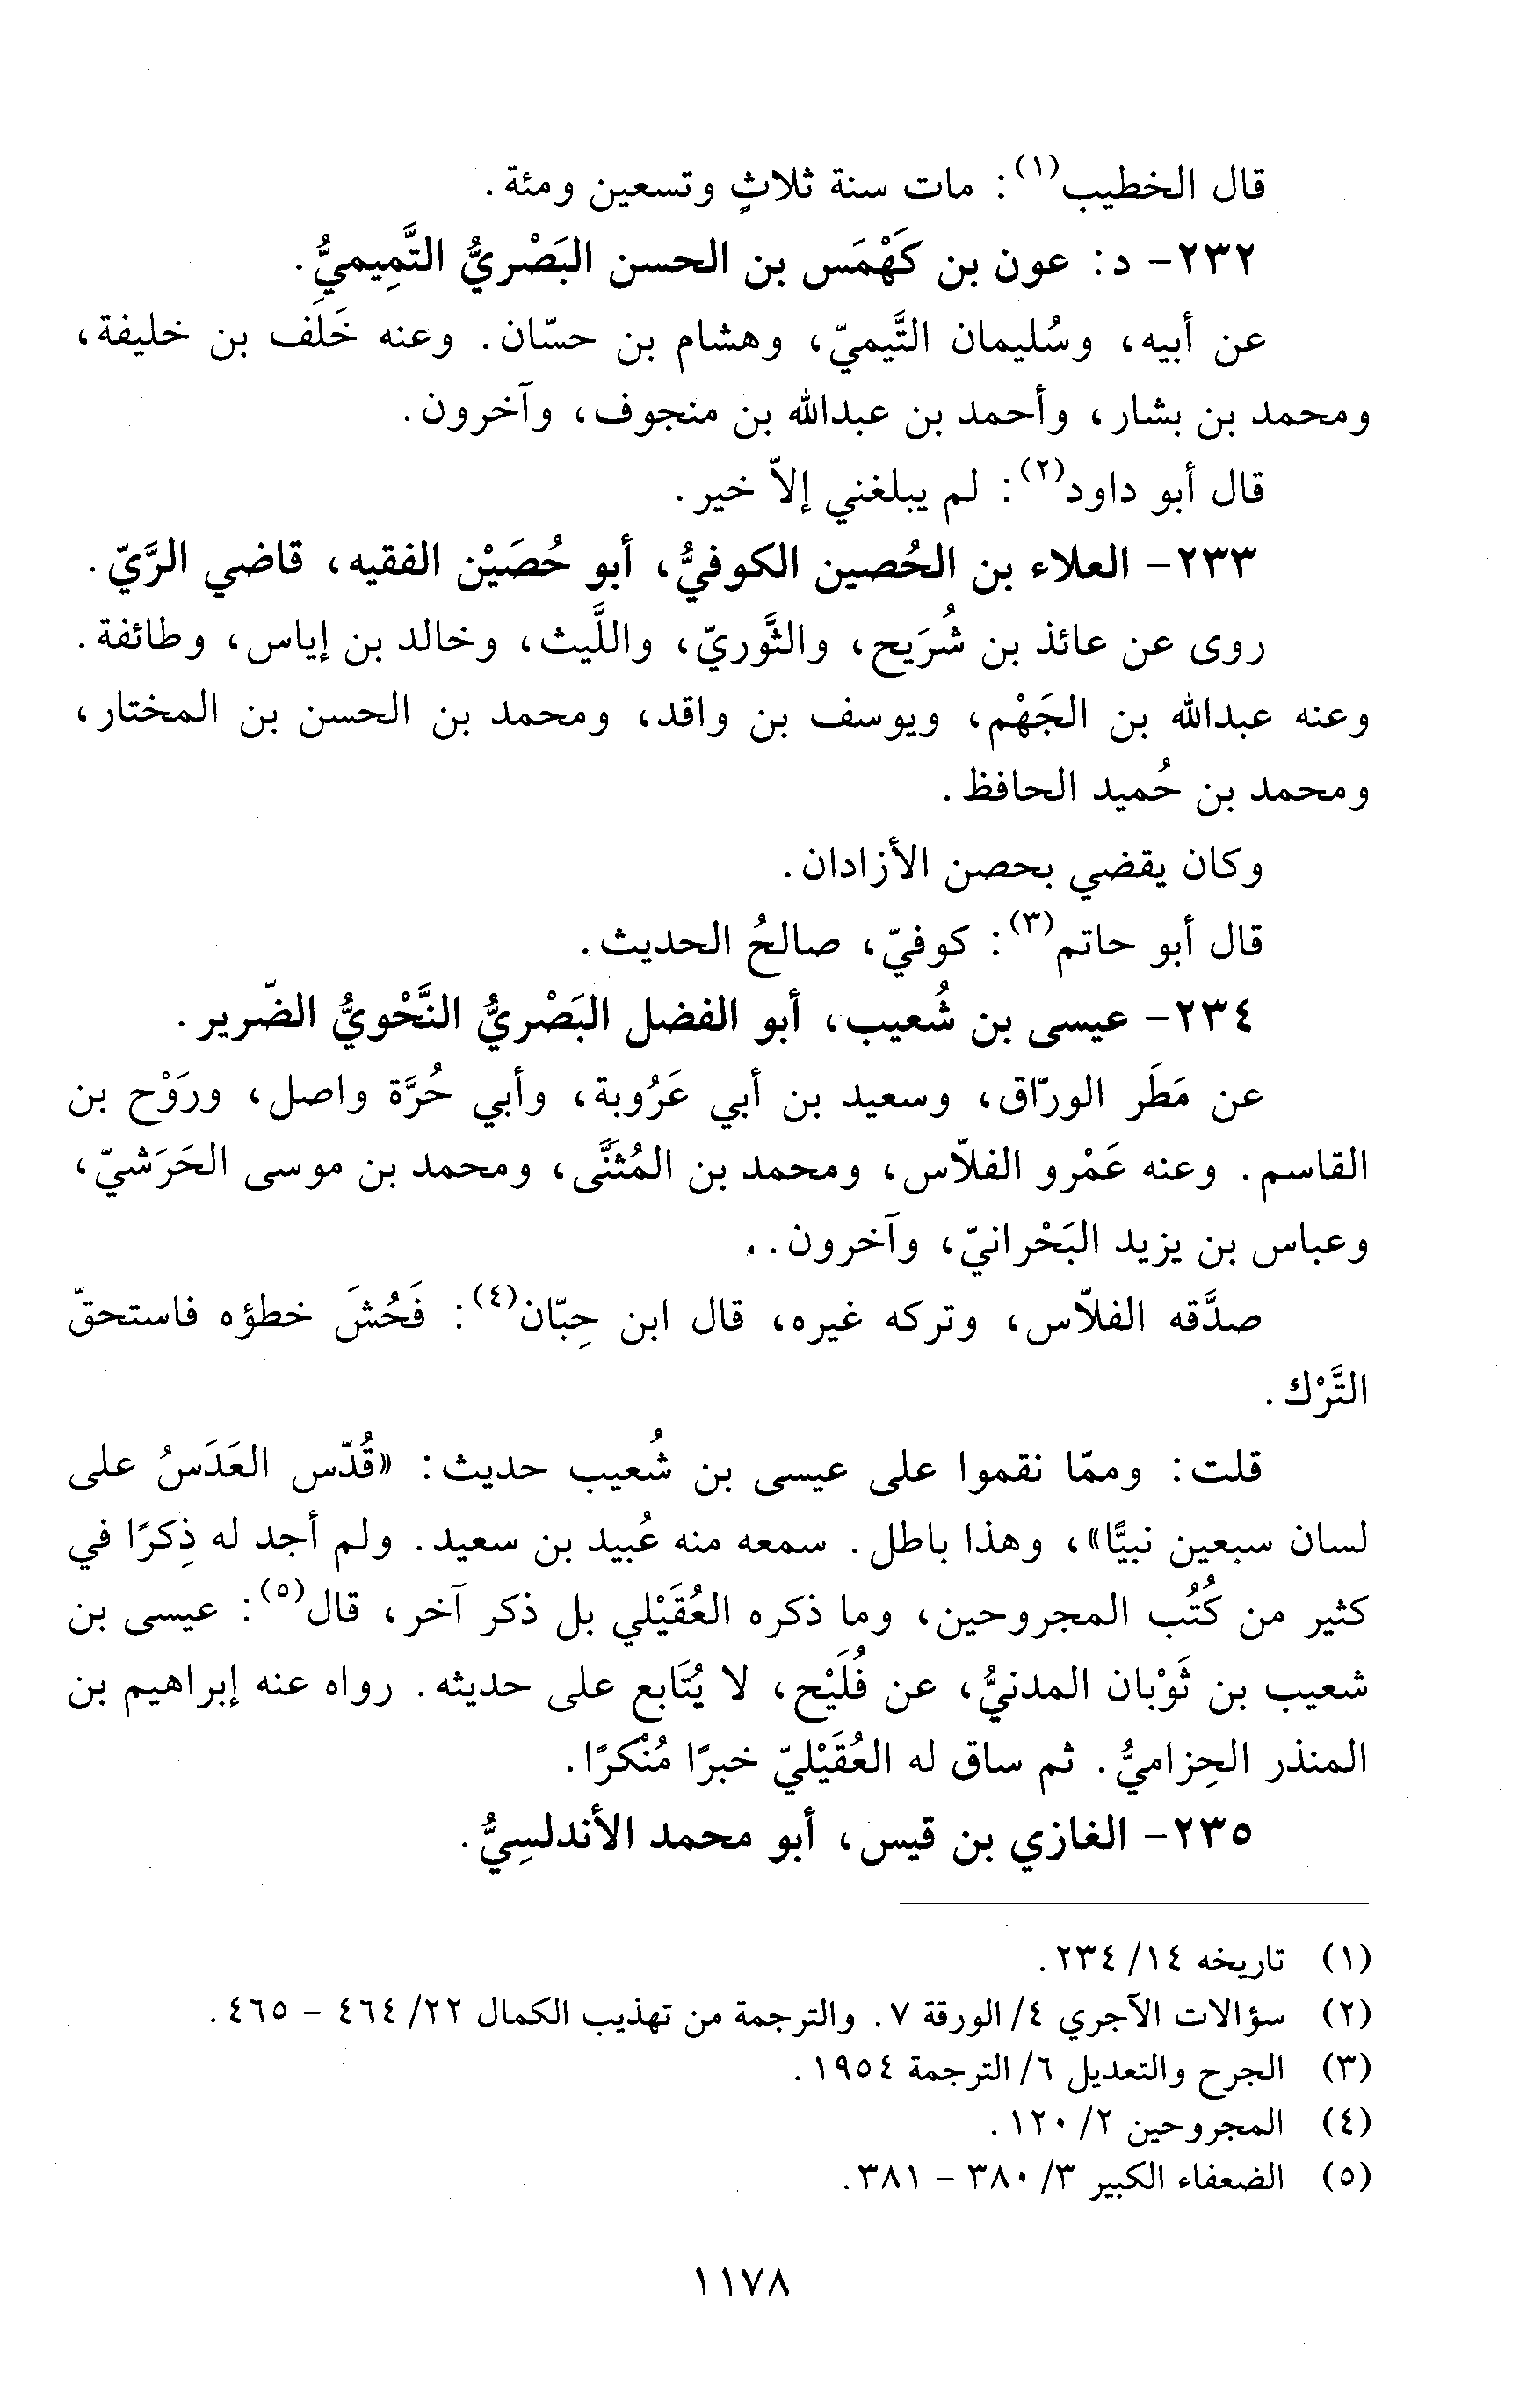 قال الخطيب(١): مات سنة ثلاثٍ وتسعين ومئة.
٢٣٢- د: عون بن كَهْمَس بن الحسن البَصْريُّ التَّمِيميُّ.
عن أبيه، وسُليمان التَّيميّ، وهشام بن حسّان. وعنه خَلَف بن خليفة،
ومحمد بن بشار، وأحمد بن عبدالله بن منجوف، وآخرون.
قال أبو داود(٢): لم يبلغني إلاّ خير.
٢٣٣- العلاء بن الحُصين الكوفيُّ، أبو حُصَيْن الفقيه، قاضي الرَّيّ.
روى عن عائذ بن شُرَيح، والثَّوريّ، واللَّيث، وخالد بن إياس، وطائفة.
وعنه عبدالله بن الجَهْم، ويوسف بن واقد، ومحمد بن الحسن بن المختار،
ومحمد بن حُميد الحافظ.
وكان يقضي بحصن الأزادان.
قال أبو حاتم(٣): كوفيّ، صالحُ الحديث.
٢٣٤- عيسى بن شُعيب، أبو الفضل البَصْريُّ النَّحْويُّ الضّرير.
عن مَطَر الورّاق، وسعيد بن أبي عَرُوبة، وأبي حُرَّة واصل، ورَوْح بن
القاسم. وعنه عَمْرو الفلاّس، ومحمد بن المُثَنَّى، ومحمد بن موسى الحَرَشيّ،
وعباس بن يزيد البَحْرانيّ، وآخرون..
صدَّقه الفلاّس، وتركه غيره، قال ابن حِبّان(٤): فَحُشَ خطؤه فاستحقّ
التَّرْك.
قلت: وممّا نقموا على عيسى بن شُعيب حديث: «قُدّس العَدَسُ على
لسان سبعين نبيًّا»، وهذا باطل. سمعه منه عُبيد بن سعيد. ولم أجد له ذِكرًا في
كثير من كُتُب المجروحين، وما ذكره العُقَيْلي بل ذكر آخر، قال(٥): عيسى بن
شعيب بن ثَوْبان المدنيُّ، عن فُلَيْح، لا يُتَابع على حديثه. رواه عنه إبراهيم بن
المنذر الحِزاميُّ. ثم ساق له العُقَيْليّ خبرًا مُنْكرًا.
٢٣٥- الغازي بن قيس، أبو محمد الأندلسِيُّ.
(١) تاريخه ١٤/ ٢٣٤.
(٢) سؤالات الآجري ٤/ الورقة ٧. والترجمة من تهذيب الكمال ٢٢/ ٤٦٤ - ٤٦٥.
(٣) الجرح والتعديل ٦/ الترجمة ١٩٥٤.
(٤) المجروحين ٢/ ١٢٠.
(٥) الضعفاء الكبير ٣/ ٣٨٠ - ٣٨١.
١١٧٨